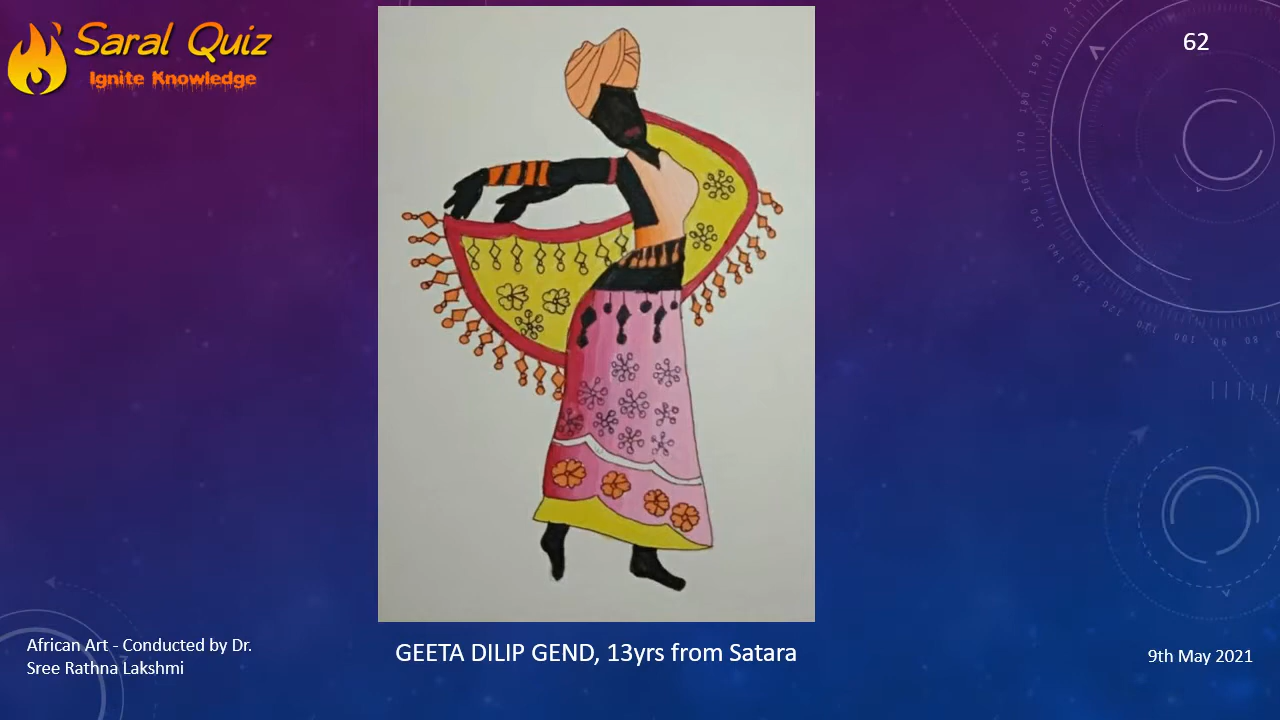 Saral Quiz
Ignite Knowledge
62
GEETA DILIP GEND, 13yrs from Satara
African Art - Conducted by Dr.
Sree Rathna Lakshmi
9th May 2021